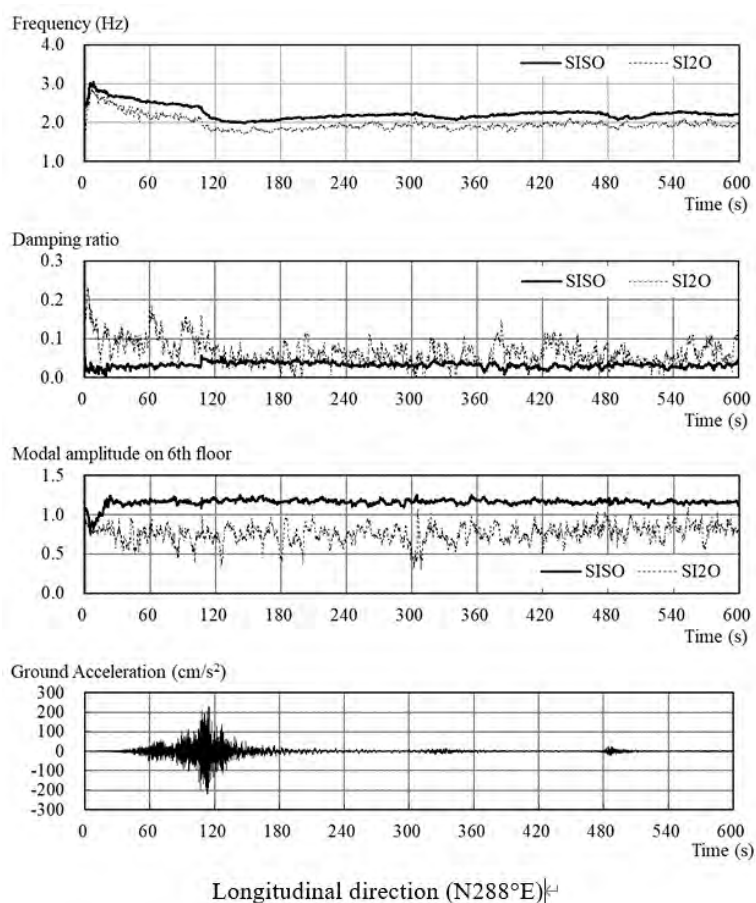 Frequency (Hz)
4.0
SISO SI2O
3.0
2.0
1.0
0 60 120 180 240 300 360 420 480 540 600
Time (s)
Damping ratio
0.3
SISO SI2O
0.2
0.1
0.0
0 60 120 180 240 300 360 420 480 540 600
Time (s)
Modal amplitude on 6th floor
1.5
1.0
0.5
SISO SI2O
0.0
0 60 120 180 240 300 360 420 480 540 600
Time (s)
Ground Acceleration (cm/s²)
300
200
100
0
-100
-200
-300
0 60 120 180 240 300 360 420 480 540 600
Time (s)
Longitudinal direction (N288°E)↵